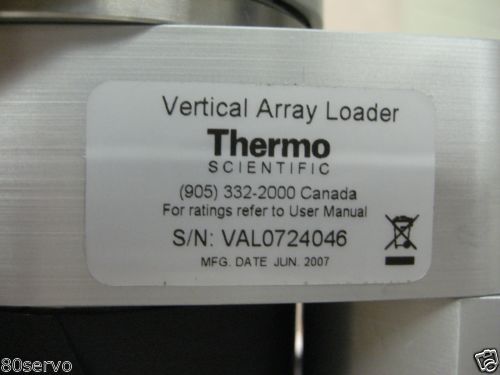 Vertical Array Loader
Thermo
SCIENTIFIC
(905) 332-2000 Canada
For ratings refer to User Manual
S/N: VAL0724046
MFG. DATE JUN. 2007
80servo